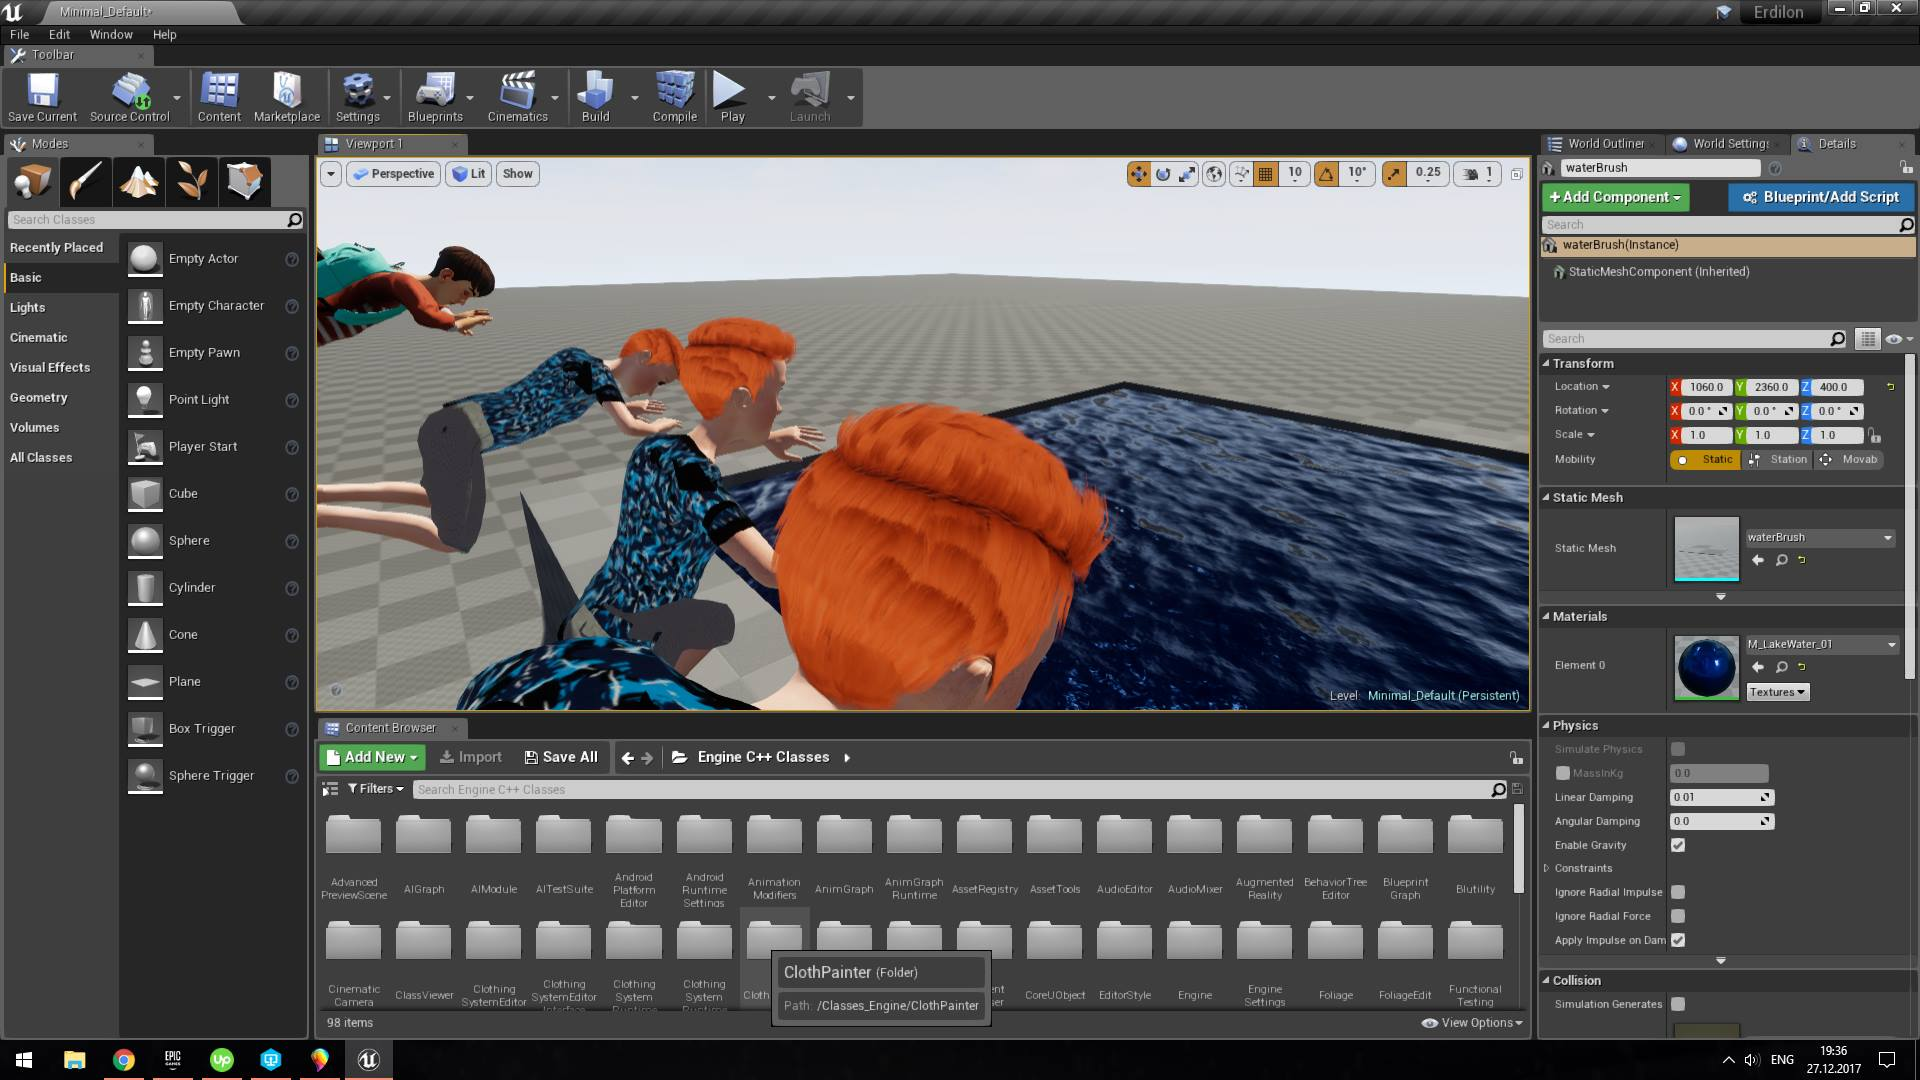 Minimal_Default*
Erdilon
File Edit Window Help
Toolbar
Save Current
Source Control
Content
Marketplace
Settings
Blueprints
Cinematics
Build
Compile
Play
Launch
Modes
Search Classes
Recently Placed
Basic
Lights
Cinematic
Visual Effects
Geometry
Volumes
All Classes
Empty Actor
Empty Character
Empty Pawn
Point Light
Player Start
Cube
Sphere
Cylinder
Cone
Plane
Box Trigger
Sphere Trigger
Viewport 1
Perspective
Lit
Show
10
10°
0.25
1
Level: Minimal_Default (Persistent)
Content Browser
Add New
Import
Save All
Engine C++ Classes
Filters
Search Engine C++ Classes
Advanced PreviewScene
AIGraph
AIModule
AITestSuite
Android Platform Editor
Android Runtime Settings
Animation Modifiers
AnimGraph
AnimGraph Runtime
AssetRegistry
AssetTools
AudioEditor
AudioMixer
Augmented Reality
BehaviorTree Editor
Blueprint Graph
Blutility
Cinematic Camera
ClassViewer
Clothing SystemEditor
Clothing SystemEditor Interface
Clothing System Runtime
Clothing System Runtime
CoreUObject
EditorStyle
Engine
Engine Settings
Foliage
FoliageEdit
Functional Testing
ClothPainter (Folder)
Path: /Classes_Engine/ClothPainter
98 items
View Options
World Outliner
World Settings
Details
waterBrush
+Add Component
Blueprint/Add Script
Search
waterBrush(Instance)
StaticMeshComponent (Inherited)
Search
Transform
Location X 1060.0 Y 2360.0 Z 400.0
Rotation X 0.0 ° Y 0.0 ° Z 0.0 °
Scale X 1.0 Y 1.0 Z 1.0
Mobility Static Station Movab
Static Mesh
Static Mesh
waterBrush
Materials
Element 0
M_LakeWater_01
Textures
Physics
Simulate Physics
MassInKg 0.0
Linear Damping 0.01
Angular Damping 0.0
Enable Gravity
Constraints
Ignore Radial Impulse
Ignore Radial Force
Apply Impulse on Dam
Collision
Simulation Generates
EPIC GAMES
Up
ENG
19:36
27.12.2017